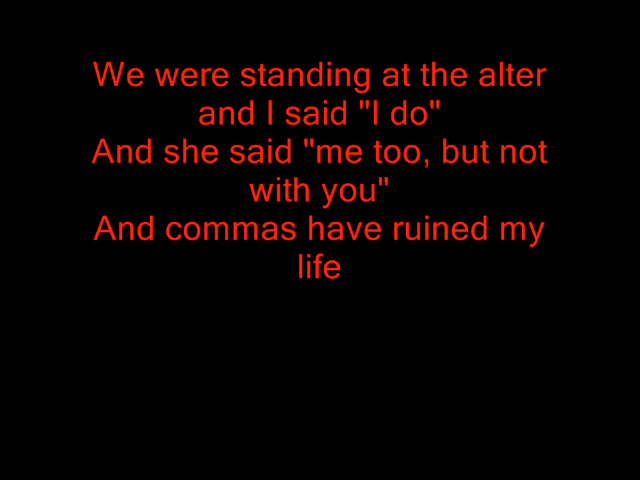 We were standing at the alter
and I said "I do"
And she said "me too, but not
with you"
And commas have ruined my
life